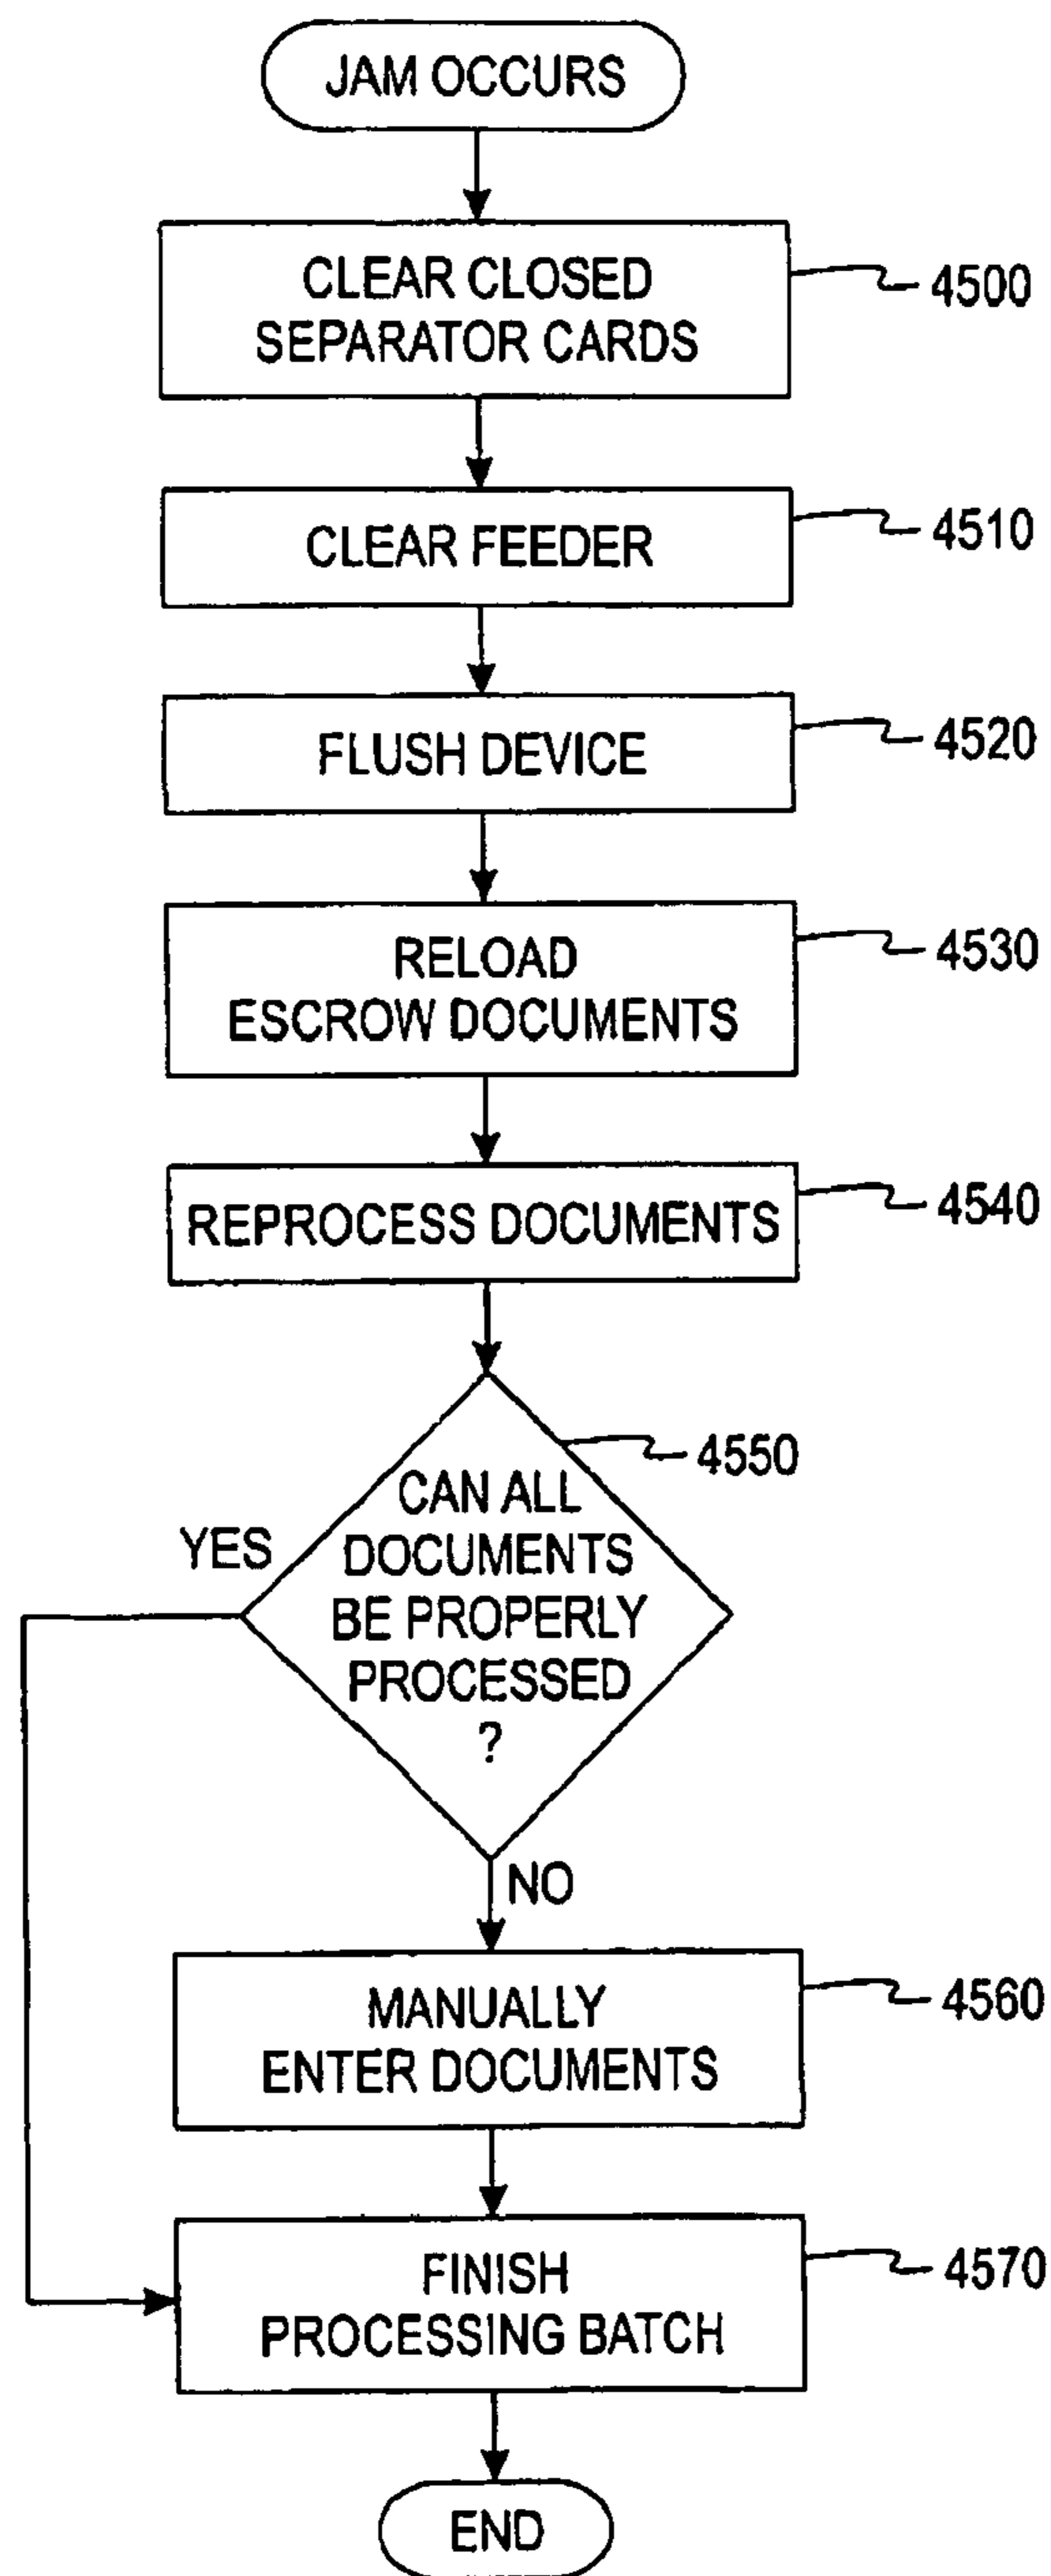 JAM OCCURS
CLEAR CLOSED
SEPARATOR CARDS
4500
CLEAR FEEDER
4510
FLUSH DEVICE
4520
RELOAD
ESCROW DOCUMENTS
4530
REPROCESS DOCUMENTS
4540
4550
CAN ALL
DOCUMENTS
BE PROPERLY
PROCESSED
?
YES
NO
MANUALLY
ENTER DOCUMENTS
4560
FINISH
PROCESSING BATCH
4570
END